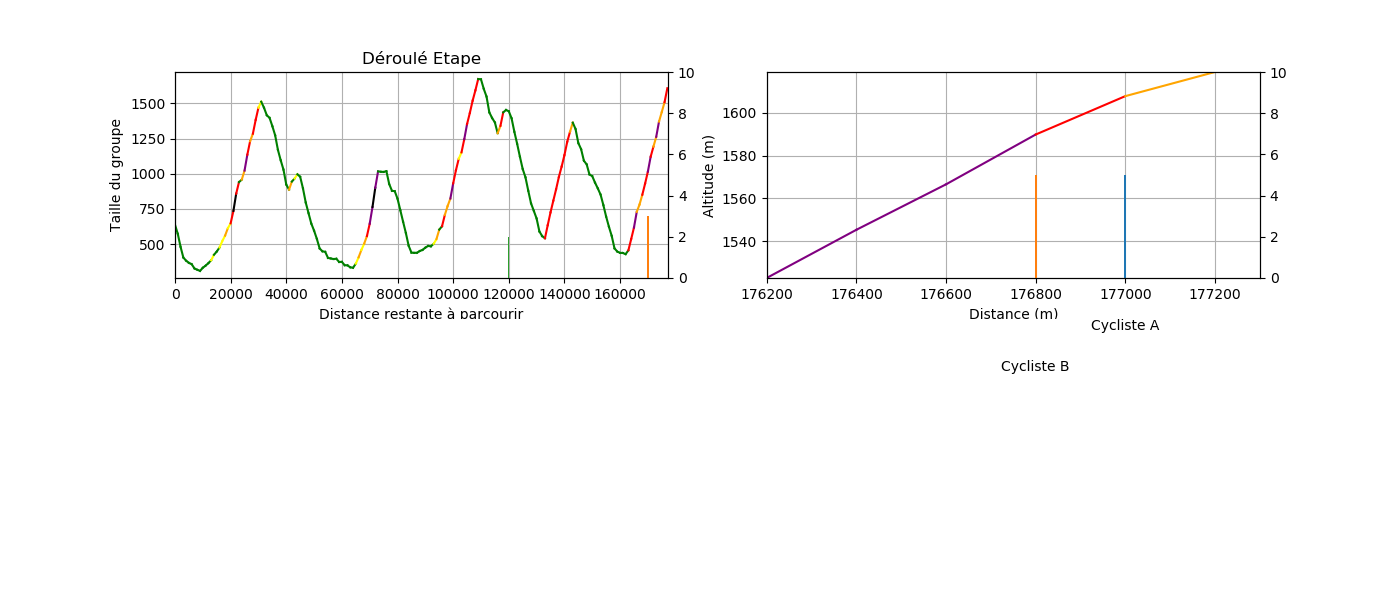 Déroulé Etape
Taille du groupe
1500
1250
1000
750
500
10
8
6
4
2
0
0 20000 40000 60000 80000 100000 120000 140000 160000
Distance restante à parcourir
Altitude (m)
1600
1580
1560
1540
10
8
6
4
2
0
176200 176400 176600 176800 177000 177200
Distance (m)
Cycliste A
Cycliste B